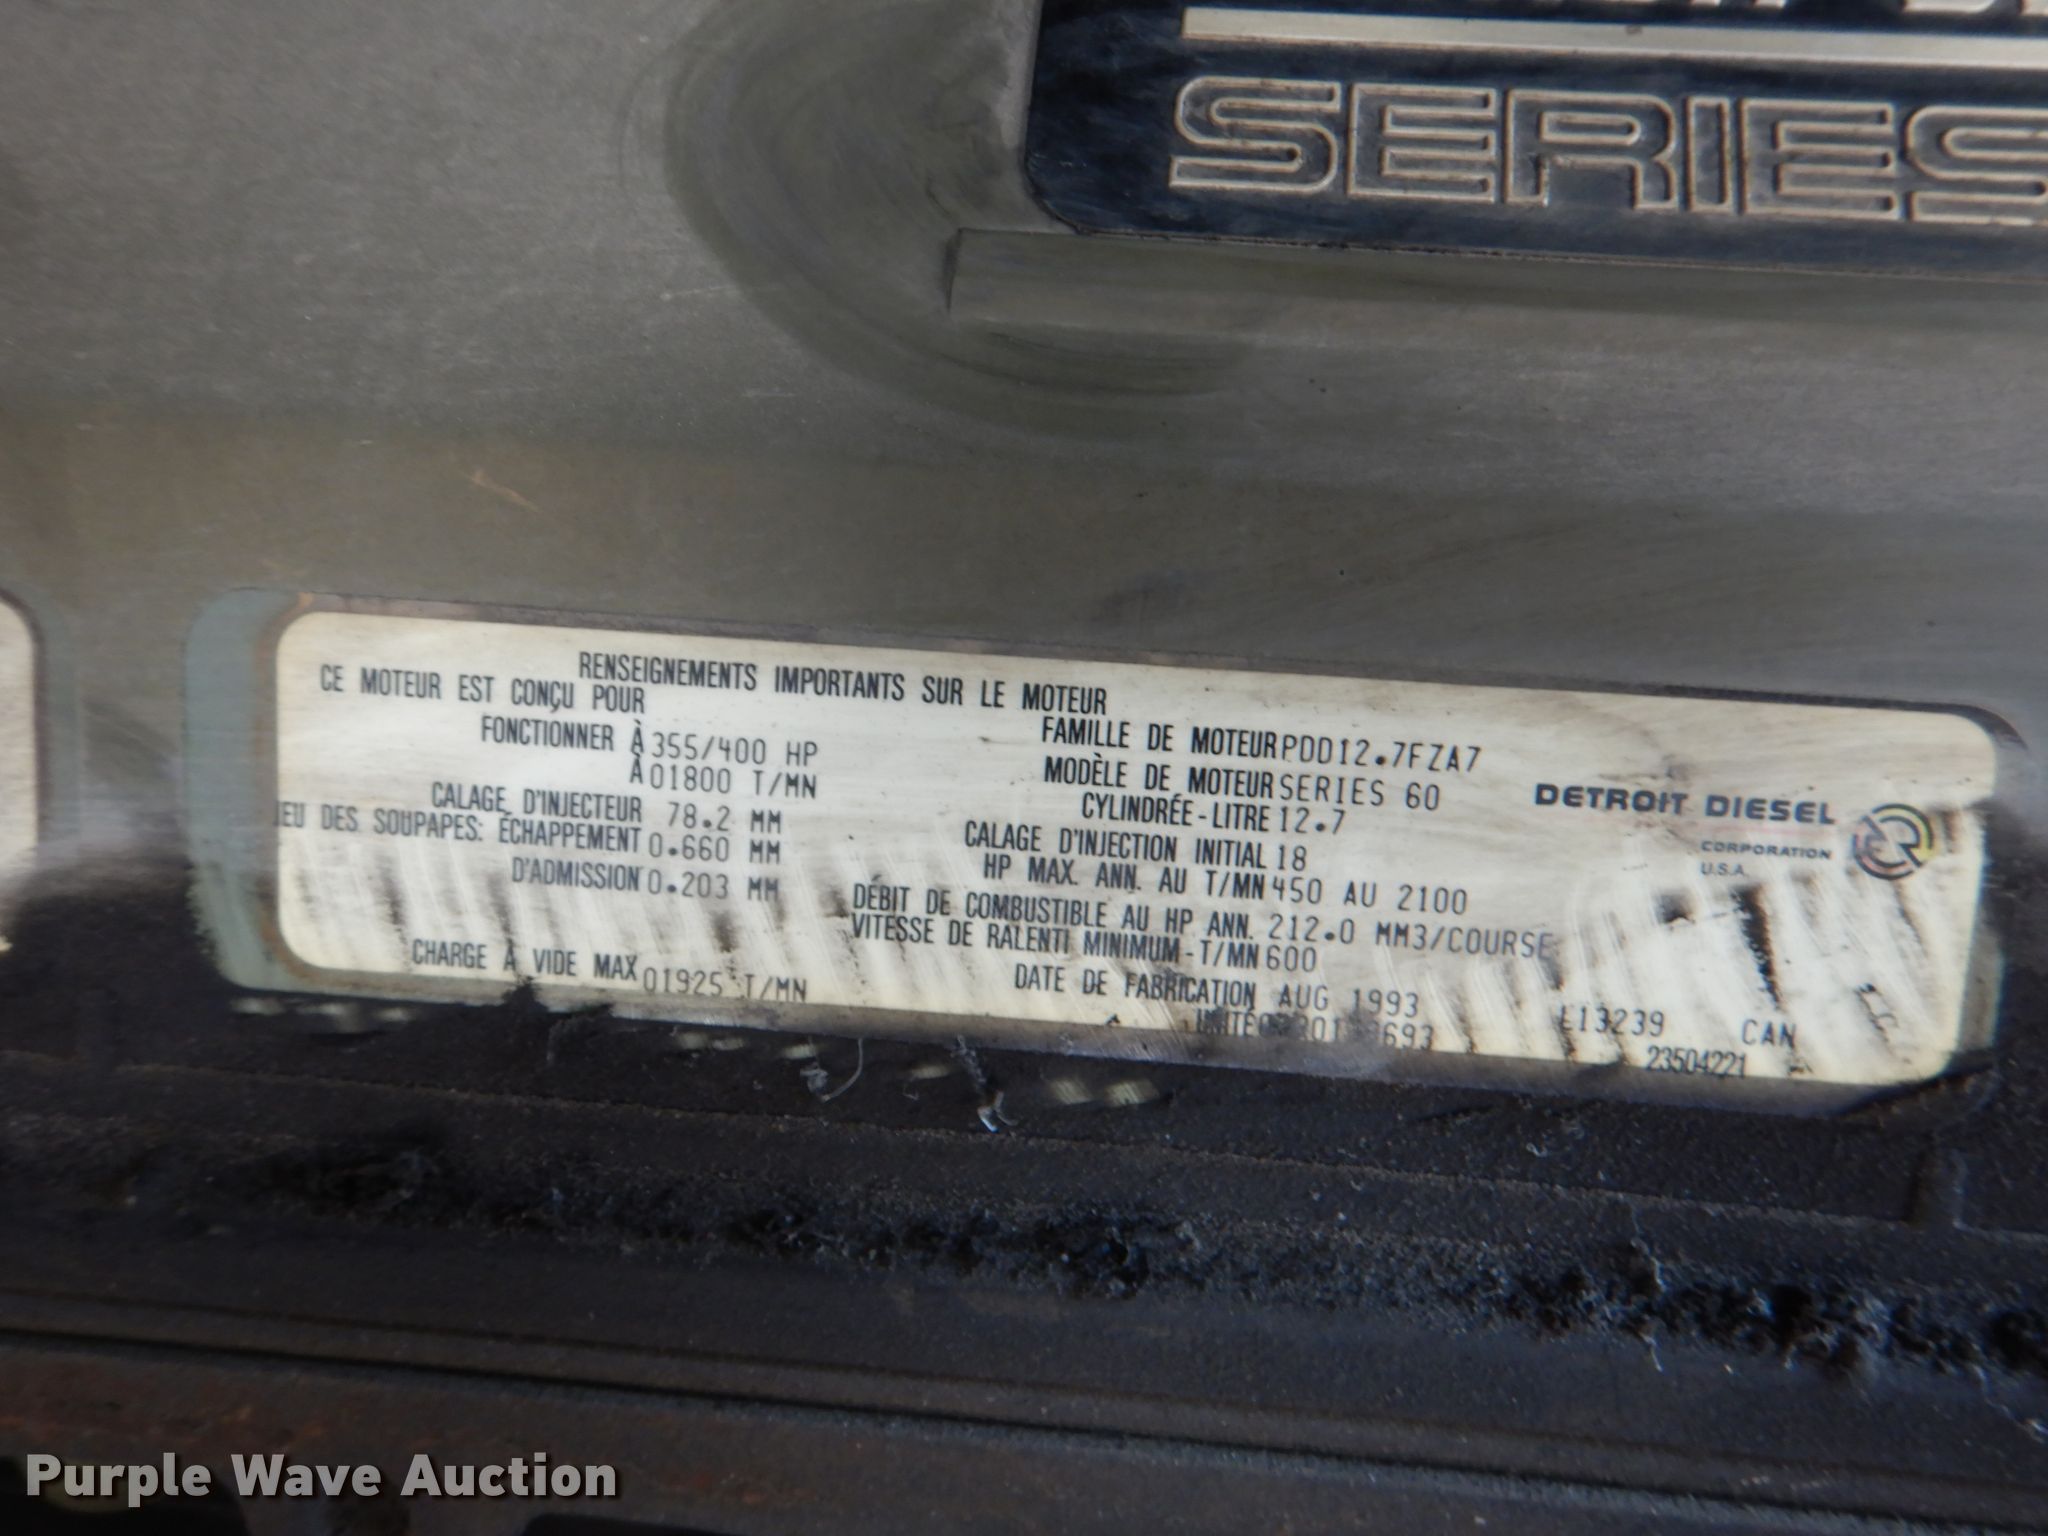 SERIES
RENSEIGNEMENTS IMPORTANTS SUR LE MOTEUR
CE MOTEUR EST CONÇU POUR
FONCTIONNER À 355/400 HP
À 01800 T/MN
CALAGE D'INJECTEUR 78.2 MM
JEU DES SOUPAPES: ÉCHAPPEMENT 0.660 MM
D'ADMISSION 0.203 MM
CHARGE À VIDE MAX 01925 T/MN
FAMILLE DE MOTEUR PDD12.7FZA7
MODÈLE DE MOTEUR SERIES 60
CYLINDRÉE-LITRE 12.7
CALAGE D'INJECTION INITIAL 18
HP MAX. ANN. AU T/MN 450 AU 2100
DÉBIT DE COMBUSTIBLE AU HP ANN. 212.0 MM3/COURSE
VITESSE DE RALENTI MINIMUM-T/MN 600
DATE DE FABRICATION AUG 1993
UNITÉ
DETROIT DIESEL
CORPORATION
U.S.A.
L13239 CAN
23504221
Purple Wave Auction